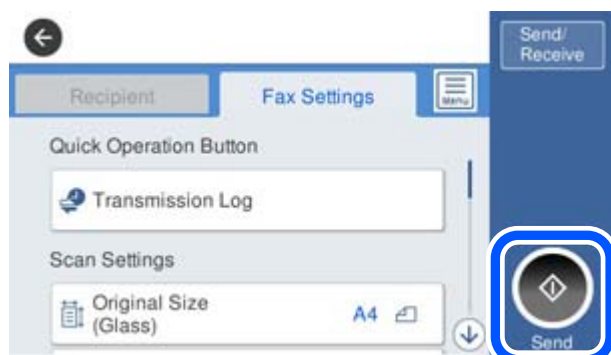 Send/
Receive
Recipient
Fax Settings
Menu
Quick Operation Button
Transmission Log
Scan Settings
Original Size
(Glass)
A4
Send